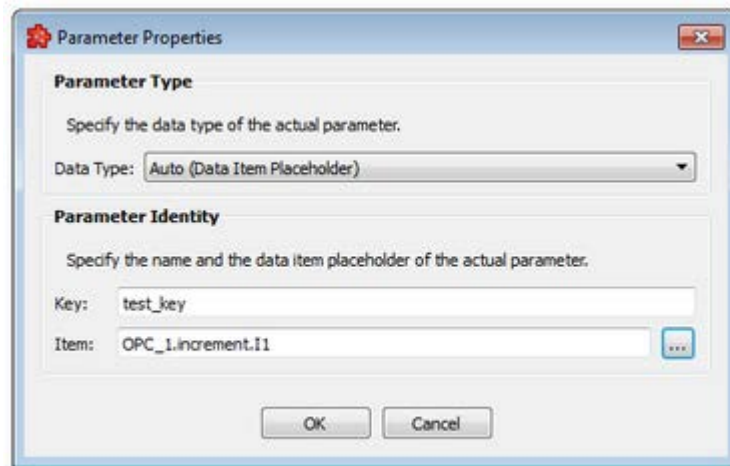 Parameter Properties
Parameter Type
Specify the data type of the actual parameter.
Data Type: Auto (Data Item Placeholder)
Parameter Identity
Specify the name and the data item placeholder of the actual parameter.
Key: test_key
Item: OPC_1.increment.I1 ...
OK Cancel